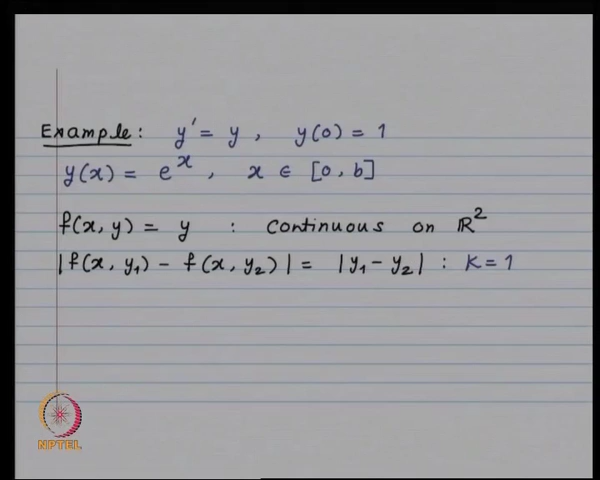 Example: y' = y , y(0) = 1
y(x) = e^x , x ∈ [0, b]
f(x, y) = y : continuous on ℝ^2
|f(x, y₁) - f(x, y₂)| = |y₁ - y₂| : K = 1
NPTEL